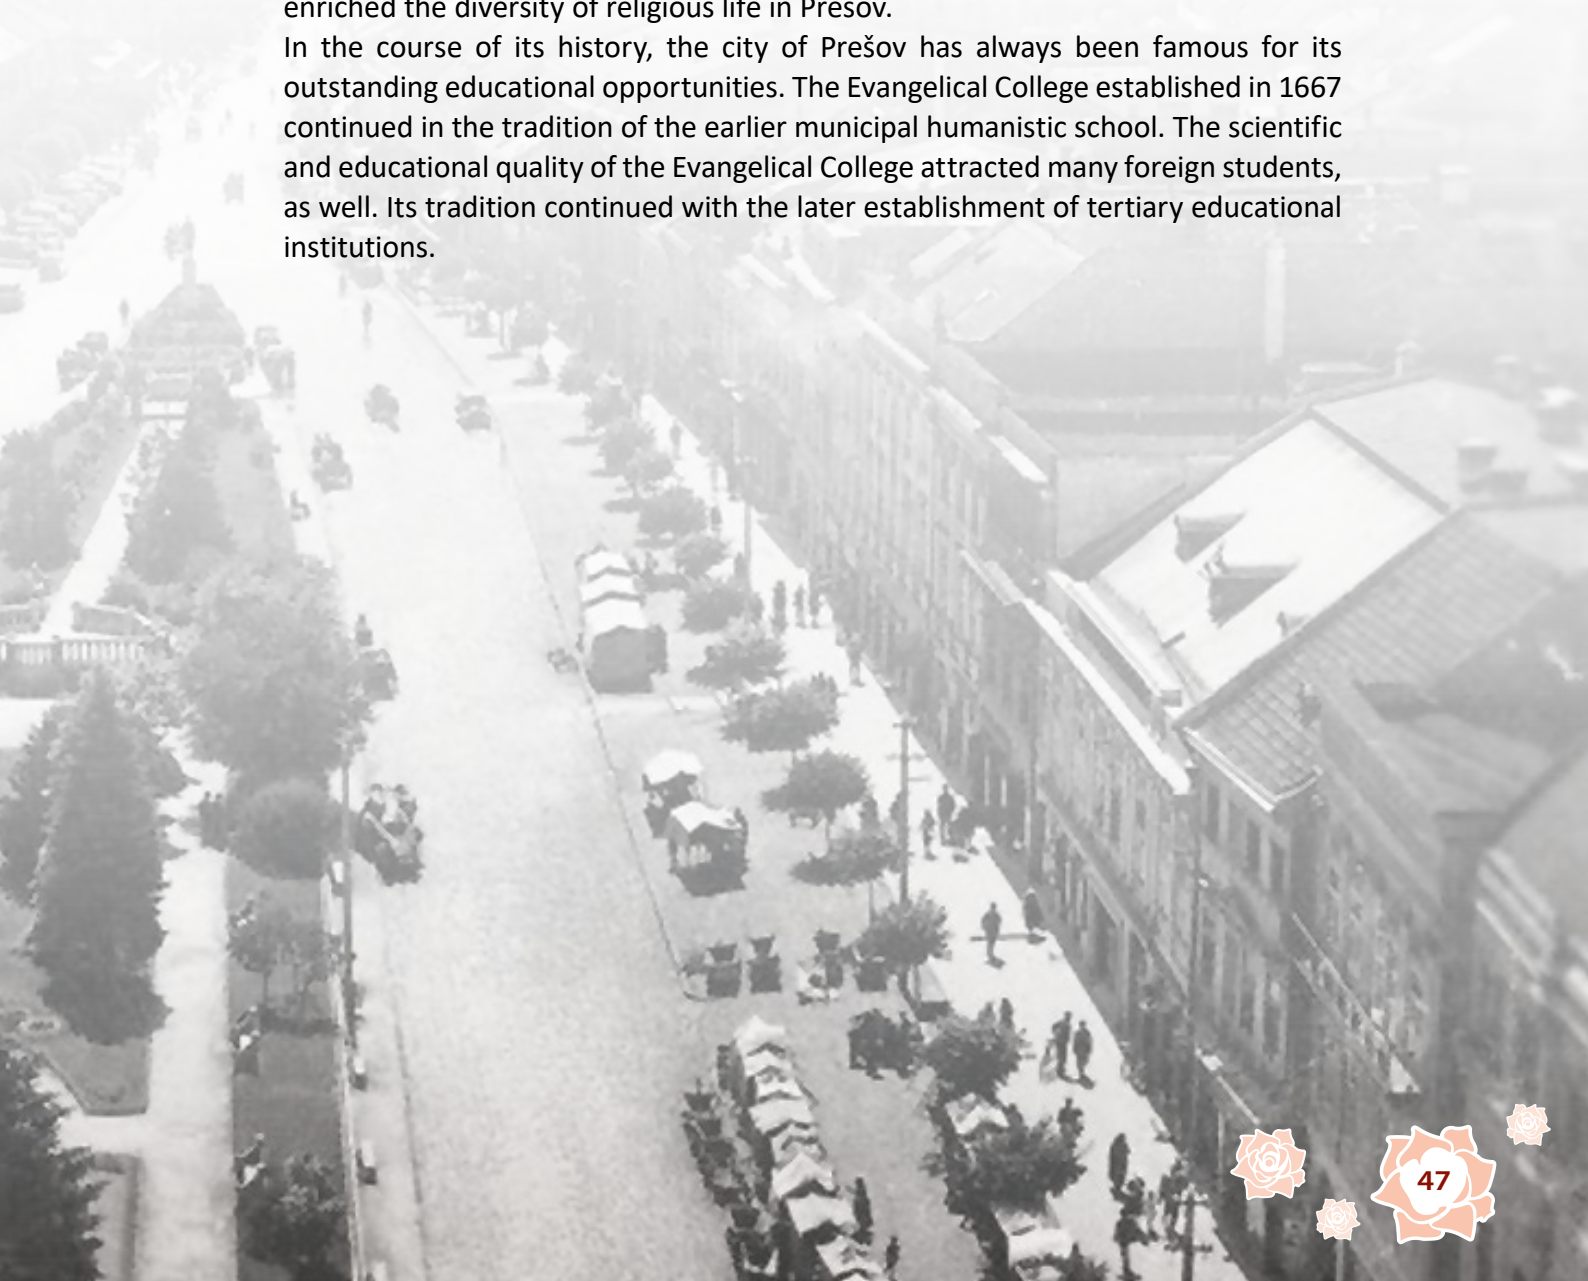 enriched the diversity of religious life in Prešov.
In the course of its history, the city of Prešov has always been famous for its
outstanding educational opportunities. The Evangelical College established in 1667
continued in the tradition of the earlier municipal humanistic school. The scientific
and educational quality of the Evangelical College attracted many foreign students,
as well. Its tradition continued with the later establishment of tertiary educational
institutions.
47